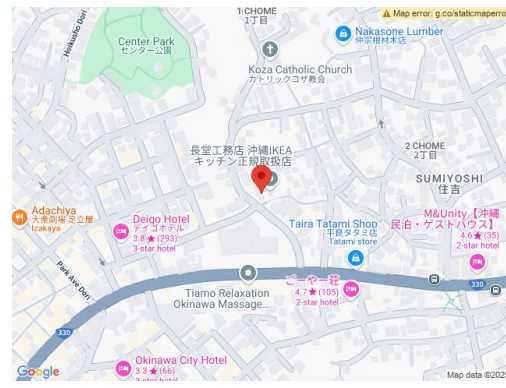 Map error: g.co/staticmaperro
1 CHOME
1丁目
Hoikusho Dori
Center Park
センター公園
Nakasone Lumber
仲宗根材木店
Koza Catholic Church
カトリックコザ教会
長堂工務店 沖縄IKEA
キッチン正規取扱店
2 CHOME
2丁目
SUMIYOSHI
住吉
Adachiya
大衆劇場·足立屋
Izakaya
Deigo Hotel
デイゴホテル
3.8★(293)
3-star hotel
Taira Tatami Shop
平良タタミ店
Tatami store
M&Unity【沖縄
民泊・ゲストハウス】
4.6★(35)
2-star hotel
Park Ave Dori
Tiamo Relaxation
Okinawa Massage...
ごーやー荘
4.7★(105)
2-star hotel
330
330
Okinawa City Hotel
3.3★(66)
3-star hotel
Google
Map data ©2025